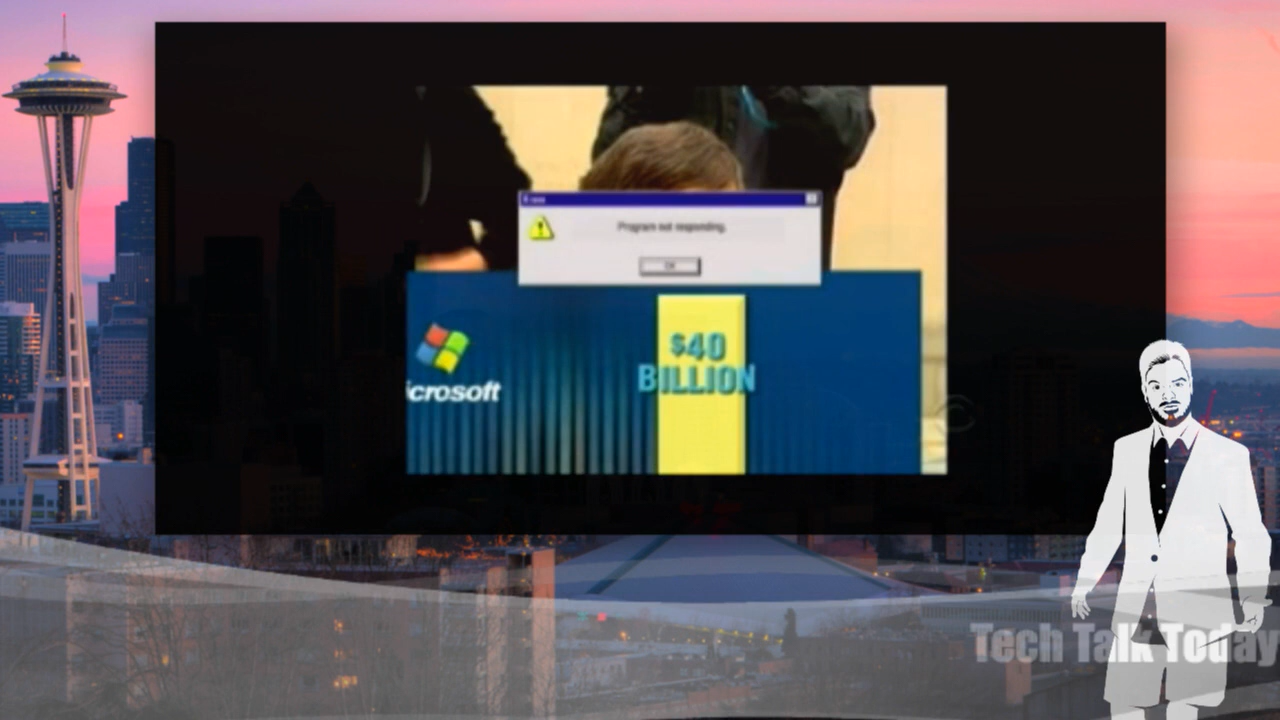 Program not responding.
OK
$40
BILLION
icrosoft
Tech Talk Today